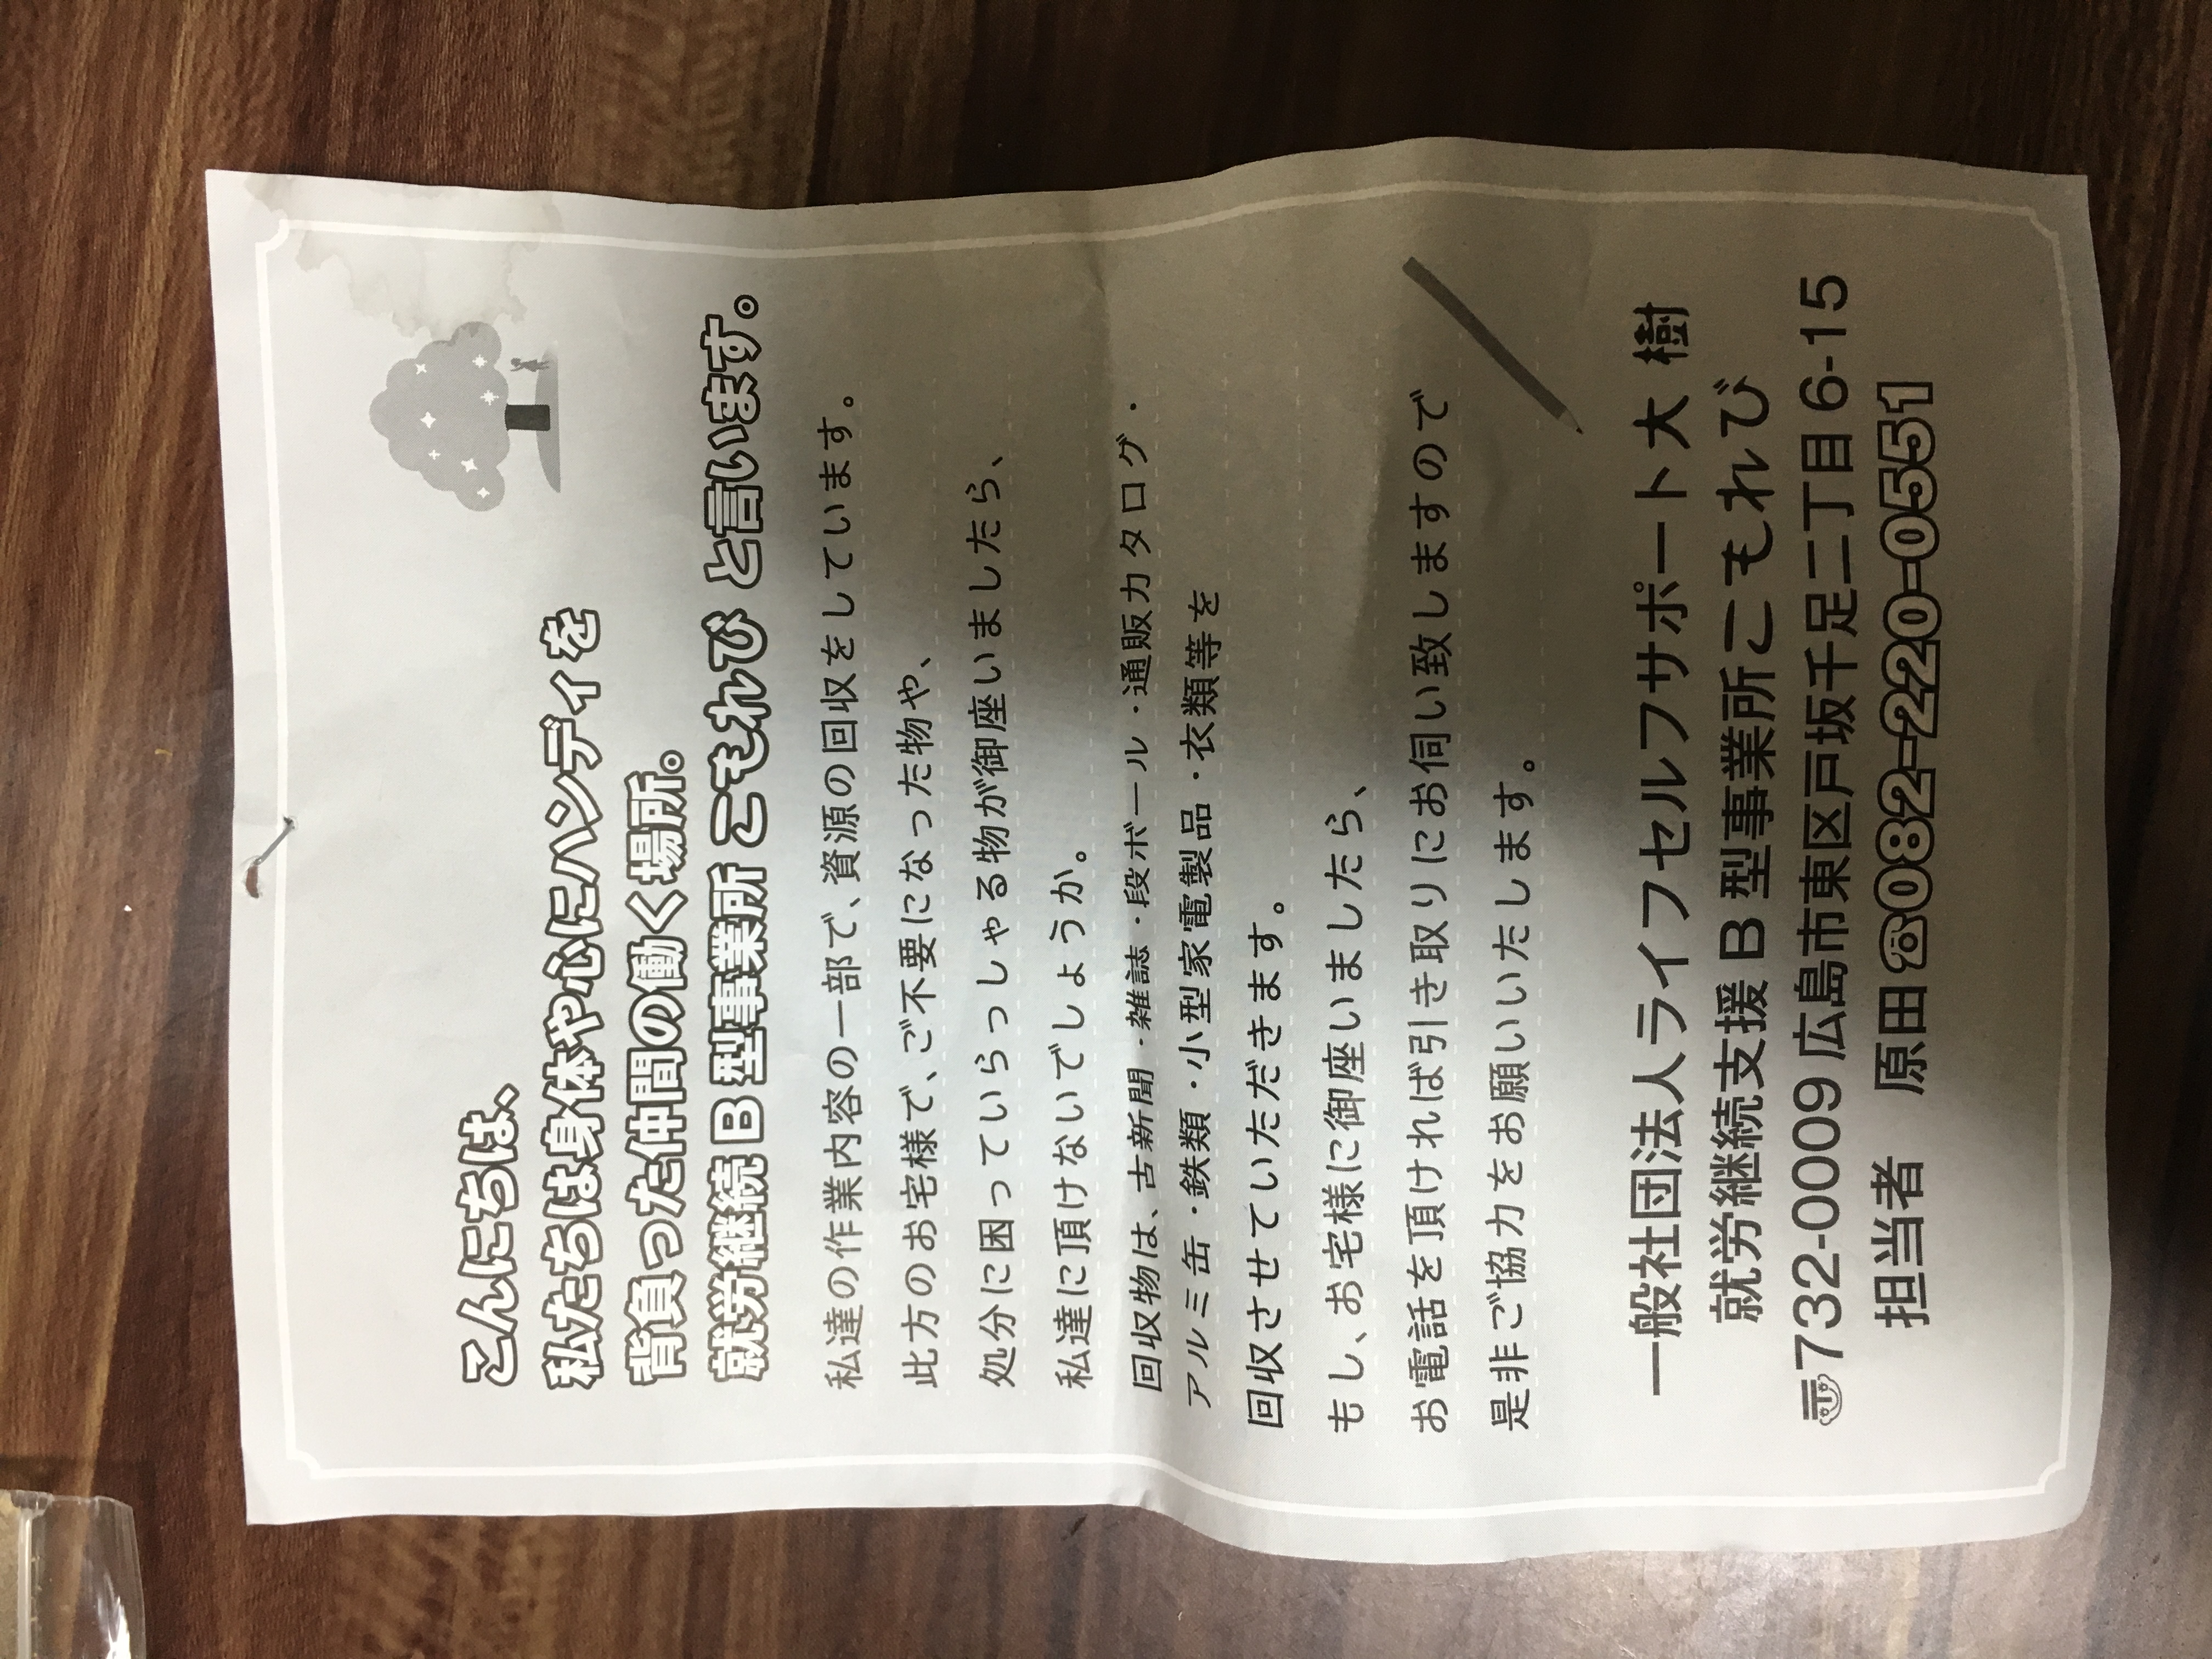 こんにちは、
私たちは身体や心にハンディを
背負った仲間の働く場所。
就労継続 B 型事業所 こもれび と言います。
私達の作業内容の一部で、資源の回収をしています。
此方のお宅様で、ご不要になった物や、
処分に困っていらっしゃる物が御座いましたら、
私達に頂けないでしょうか。
回収物は、古新聞・雑誌・段ボール・通販カタログ・
アルミ缶・鉄類・小型家電製品・衣類等を
回収させていただきます。
もし、お宅様に御座いましたら、
お電話を頂ければ引き取りにお伺い致しますので
是非ご協力をお願いいたします。
一般社団法人ライフセルフサポート大 樹
就労継続支援 B 型事業所こもれび
〠732-0009 広島市東区戸坂千足二丁目 6-15
担当者　原田☎082-220-0551